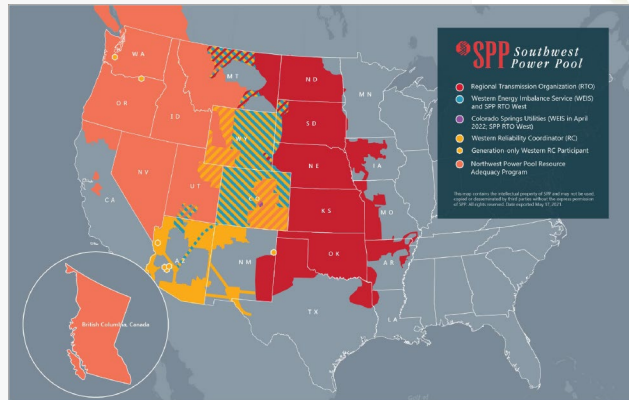 SPP Southwest
Power Pool
Regional Transmission Organization (RTO)
Western Energy Imbalance Service (WEIS)
and SPP RTO West
Colorado Springs Utilities (WEIS in April
2022; SPP RTO West)
Western Reliability Coordinator (RC)
Generation-only Western RC Participant
Northwest Power Pool Resource
Adequacy Program
This map contains the intellectual property of SPP and may not be used,
copied or disseminated by third parties without the express permission
of SPP. All rights reserved. Date exported May 17, 2021
WA
MT
ND
MN
OR
ID
SD
WY
NE
IA
NV
UT
CO
CA
KS
MO
AZ
NM
OK
AR
TX
LA
British Columbia, Canada